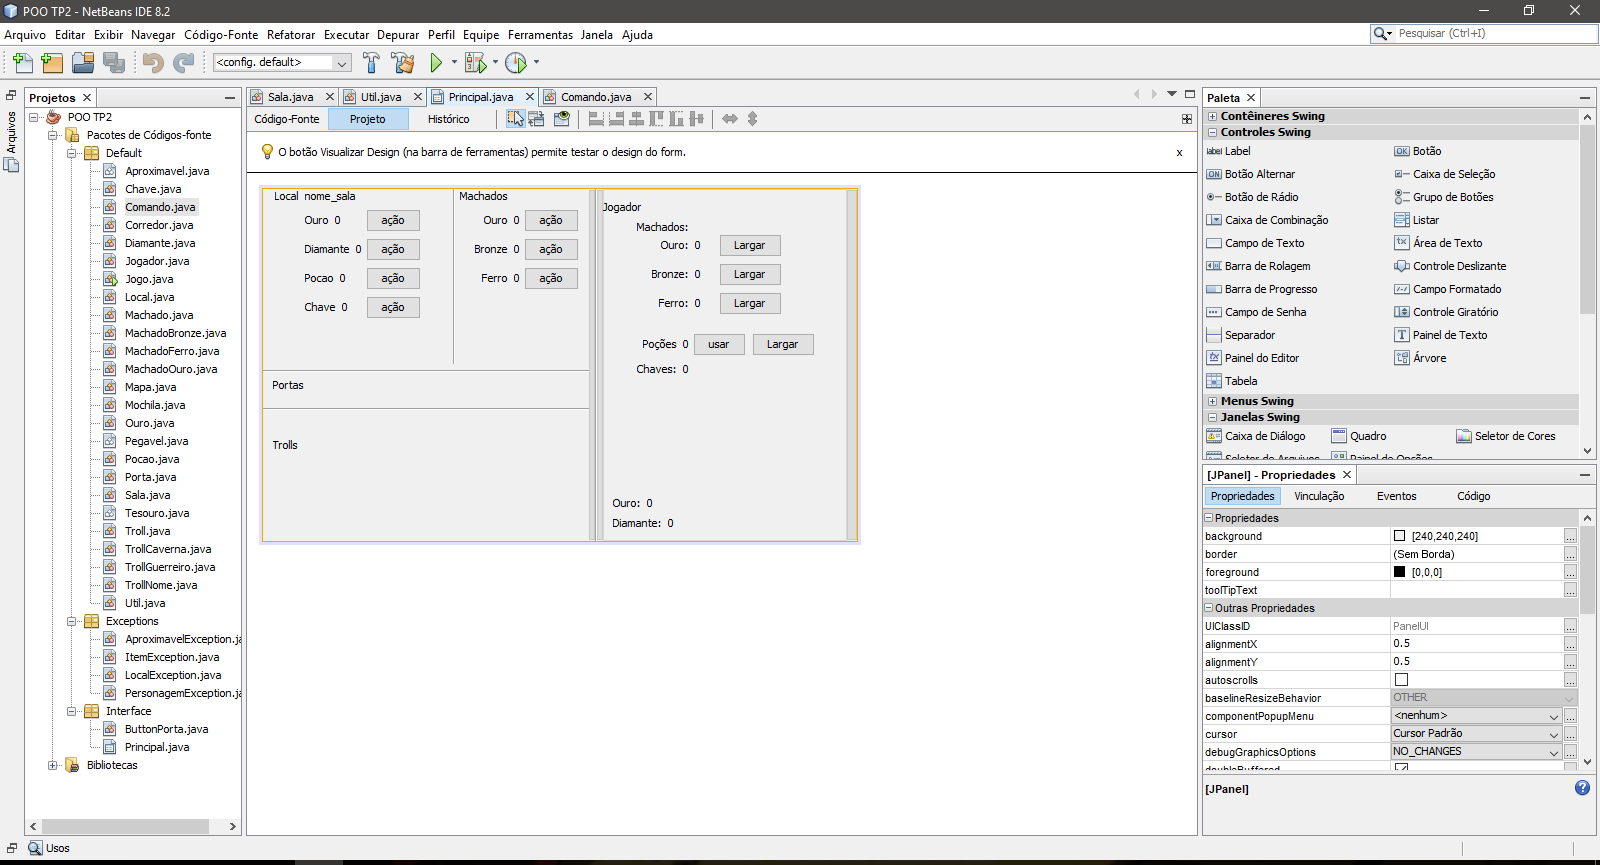 POO TP2 - NetBeans IDE 8.2
Arquivo Editar Exibir Navegar Código-Fonte Refatorar Executar Depurar Perfil Equipe Ferramentas Janela Ajuda
Pesquisar (Ctrl+I)
<config. default>
Arquivos
Projetos
POO TP2
Pacotes de Códigos-fonte
Default
Aproximavel.java
Chave.java
Comando.java
Corredor.java
Diamante.java
Jogador.java
Jogo.java
Local.java
Machado.java
MachadoBronze.java
MachadoFerro.java
MachadoOuro.java
Mapa.java
Mochila.java
Ouro.java
Pegavel.java
Pocao.java
Porta.java
Sala.java
Tesouro.java
Troll.java
TrollCaverna.java
TrollGuerreiro.java
TrollNome.java
Util.java
Exceptions
AproximavelException.ja
ItemException.java
LocalException.java
PersonagemException.ja
Interface
ButtonPorta.java
Principal.java
Bibliotecas
Sala.java Util.java Principal.java Comando.java
Código-Fonte Projeto Histórico
O botão Visualizar Design (na barra de ferramentas) permite testar o design do form. x
Local nome_sala
Ouro 0 ação
Diamante 0 ação
Pocao 0 ação
Chave 0 ação
Machados
Ouro 0 ação
Bronze 0 ação
Ferro 0 ação
Portas
Trolls
Jogador
Machados:
Ouro: 0 Largar
Bronze: 0 Largar
Ferro: 0 Largar
Poções 0 usar Largar
Chaves: 0
Ouro: 0
Diamante: 0
Paleta
Contêineres Swing
Controles Swing
label Label OK Botão
ON Botão Alternar Caixa de Seleção
Botão de Rádio Grupo de Botões
Caixa de Combinação Listar
Campo de Texto Área de Texto
Barra de Rolagem Controle Deslizante
Barra de Progresso Campo Formatado
Campo de Senha Controle Giratório
Separador Painel de Texto
Painel do Editor Árvore
Tabela
Menus Swing
Janelas Swing
Caixa de Diálogo Quadro Seletor de Cores
Seletor de Arquivos Painel de Opções
[JPanel] - Propriedades
Propriedades Vinculação Eventos Código
Propriedades
background [240,240,240] ...
border (Sem Borda) ...
foreground [0,0,0] ...
toolTipText ...
Outras Propriedades
UIClassID PanelUI ...
alignmentX 0.5 ...
alignmentY 0.5 ...
autoscrolls ...
baselineResizeBehavior OTHER
componentPopupMenu <nenhum> ...
cursor Cursor Padrão ...
debugGraphicsOptions NO_CHANGES ...
doubleBuffered
[JPanel]
Usos